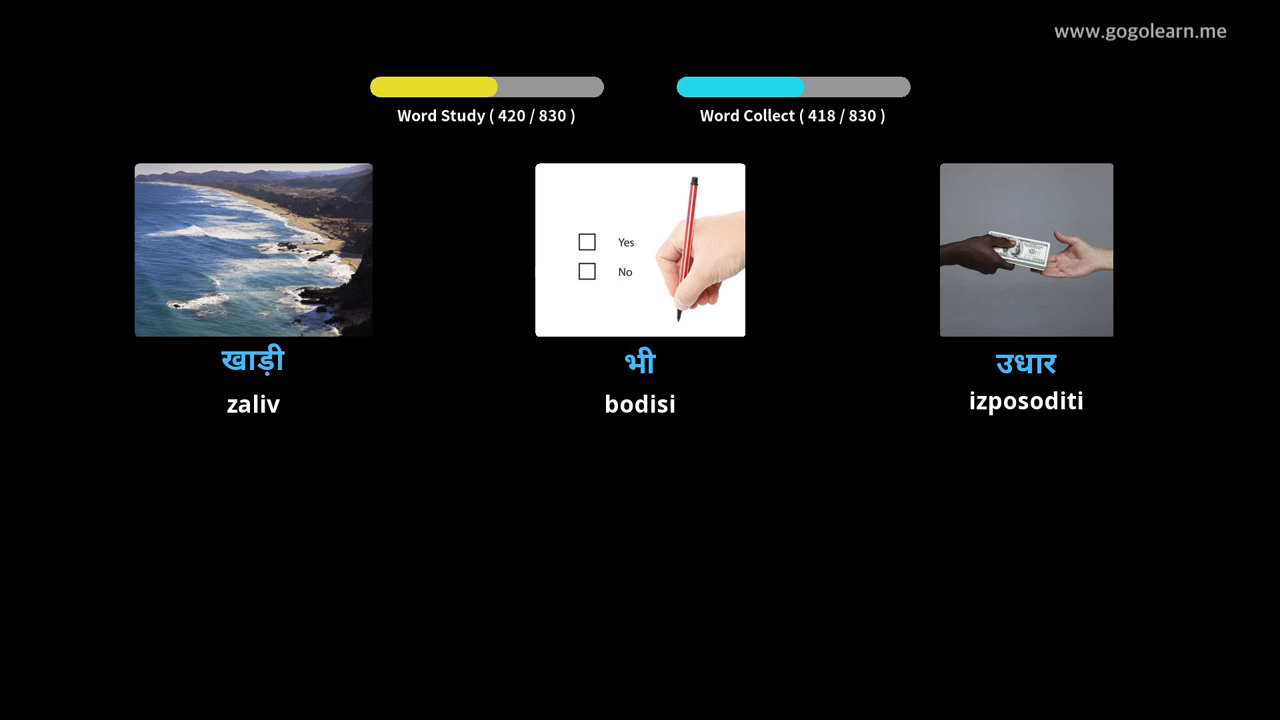 www.gogolearn.me
Word Study ( 420 / 830 )
Word Collect ( 418 / 830 )
Yes
No
खाड़ी
भी
उधार
zaliv
bodisi
izposoditi